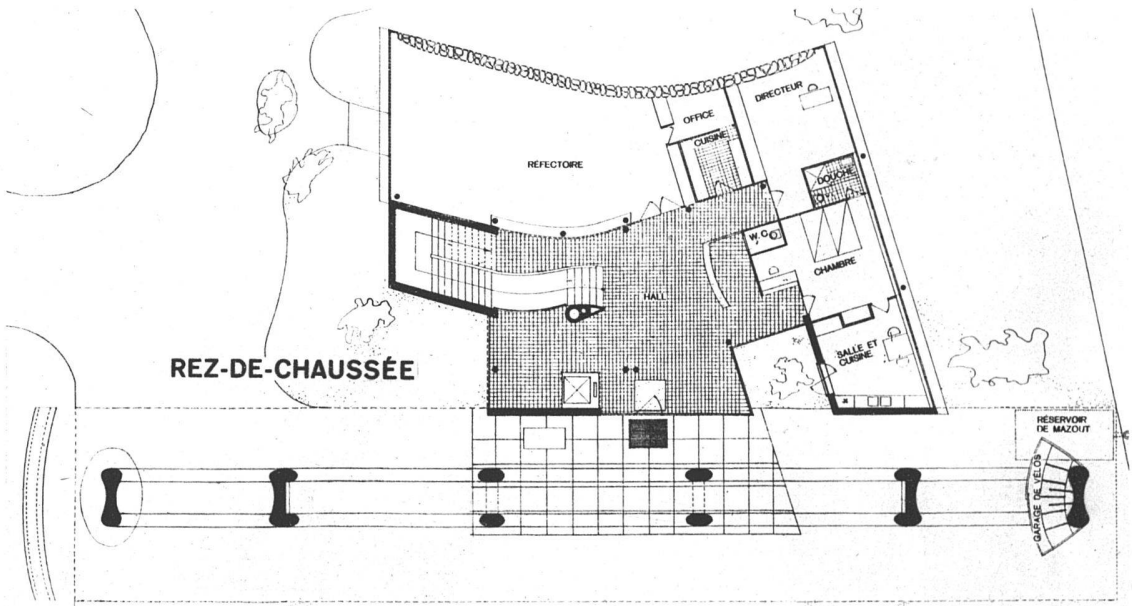 DIRECTEUR
OFFICE
CUISINE
RÉFECTOIRE
DOUCHE
W.C.
CHAMBRE
HALL
SALLE ET
CUISINE
REZ-DE-CHAUSSÉE
RÉSERVOIR
DE MAZOUT
GARAGE DE VÉLOS